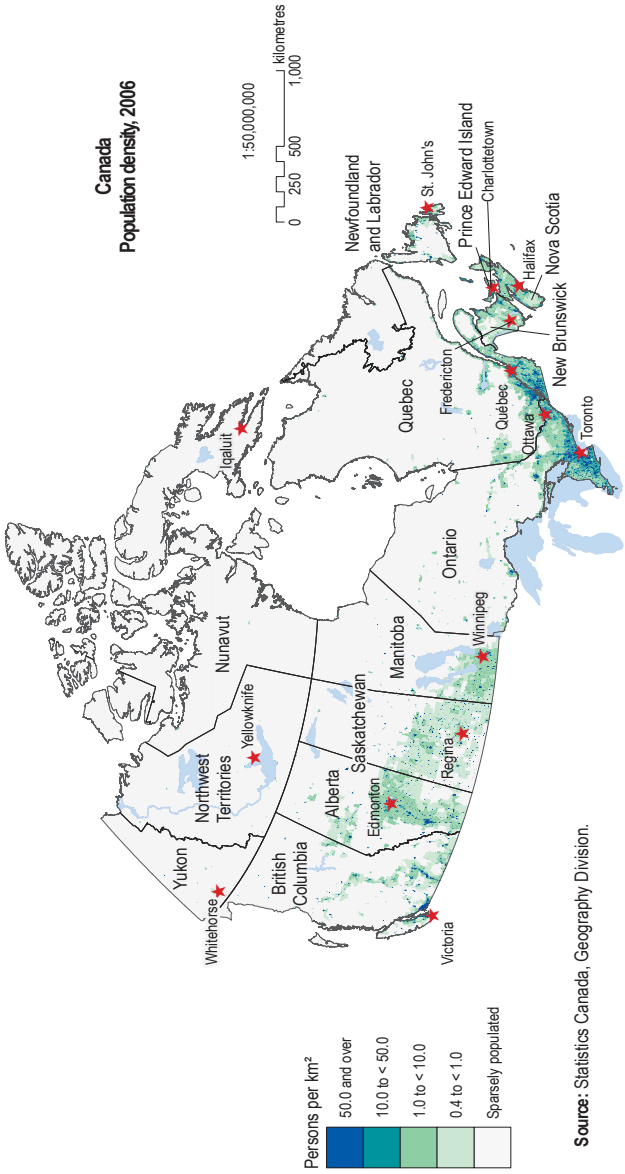 Canada
Population density, 2006
1:50,000,000
0 250 500 1,000
kilometres
Yukon
Whitehorse
Northwest
Territories
Yellowknife
Nunavut
Iqaluit
British
Columbia
Victoria
Alberta
Edmonton
Saskatchewan
Regina
Manitoba
Winnipeg
Ontario
Toronto
Ottawa
Quebec
Québec
Newfoundland
and Labrador
St. John's
Prince Edward Island
Charlottetown
Fredericton
New Brunswick
Halifax
Nova Scotia
Persons per km²
50.0 and over
10.0 to < 50.0
1.0 to < 10.0
0.4 to < 1.0
Sparsely populated
Source: Statistics Canada, Geography Division.